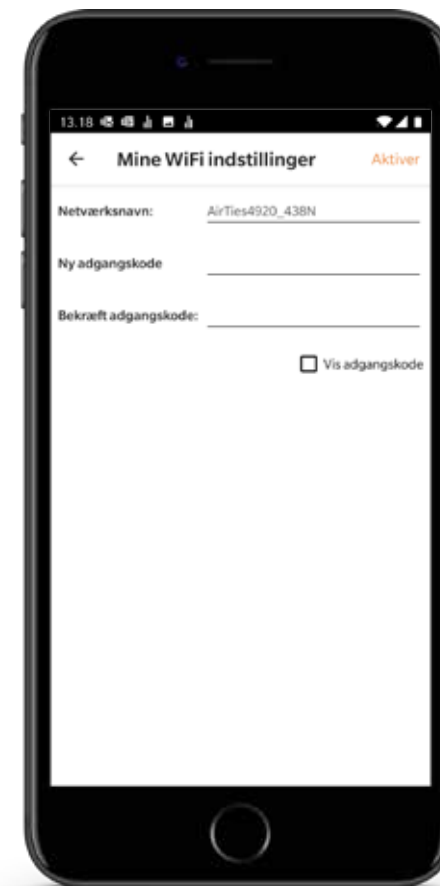 13.18
Mine WiFi indstillinger Aktiver
Netværksnavn: AirTies4920_438N
Ny adgangskode
Bekræft adgangskode:
Vis adgangskode